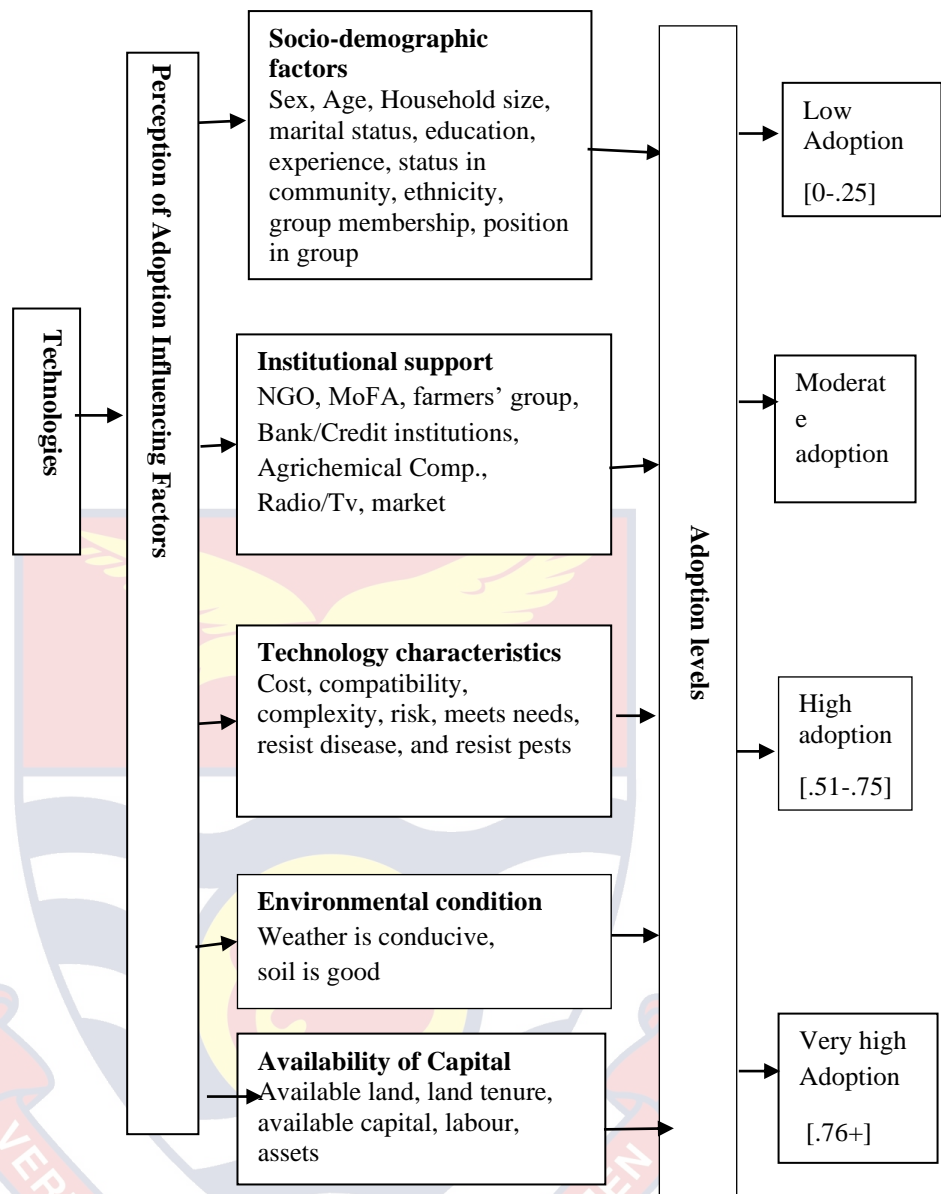 Technologies
Perception of Adoption Influencing Factors
Socio-demographic
factors
Sex, Age, Household size,
marital status, education,
experience, status in
community, ethnicity,
group membership, position
in group
Institutional support
NGO, MoFA, farmers’ group,
Bank/Credit institutions,
Agrichemical Comp.,
Radio/Tv, market
Technology characteristics
Cost, compatibility,
complexity, risk, meets needs,
resist disease, and resist pests
Environmental condition
Weather is conducive,
soil is good
Availability of Capital
Available land, land tenure,
available capital, labour,
assets
Adoption levels
Low
Adoption
[0-.25]
Moderat
e
adoption
High
adoption
[.51-.75]
Very high
Adoption
[.76+]